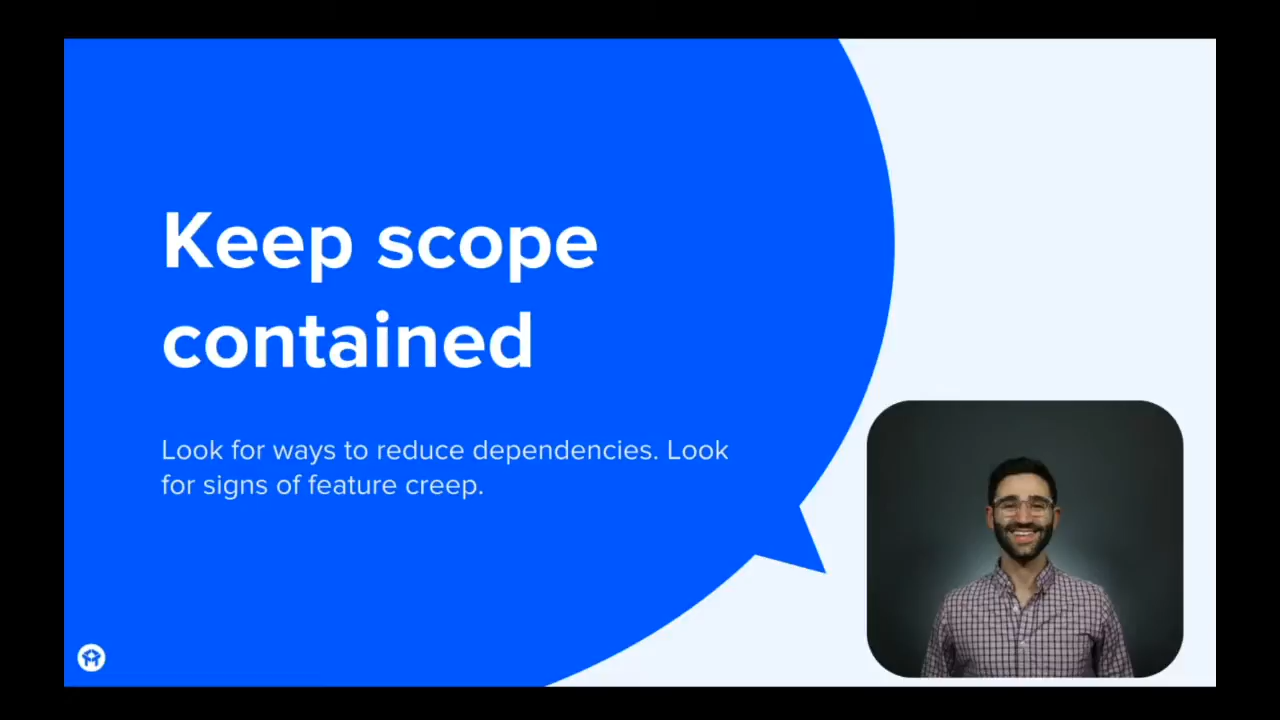 Keep scope
contained
Look for ways to reduce dependencies. Look
for signs of feature creep.